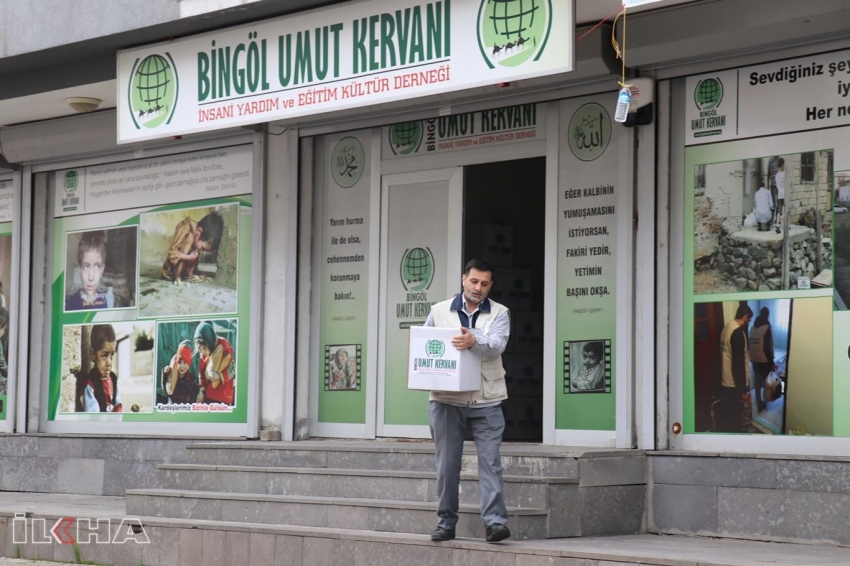 BİNGÖL UMUT KERVANI
İNSANİ YARDIM ve EĞİTİM KÜLTÜR DERNEĞİ
BİNGÖL UMUT KERVANI
İNSANİ YARDIM ve EĞİTİM KÜLTÜR
Kardeşlerimiz Sizinle Gülsün...
محمد
Yarım hurma
ile de olsa,
cehennemden
korunmaya
bakın!..
BİNGÖL
UMUT KERVANI
الله
EĞER KALBİNİN
YUMUŞAMASINI
İSTİYORSAN,
FAKİRİ YEDİR,
YETİMİN
BAŞINI OKŞA.
UMUT KERVANI
Sevdiğiniz şey
iy
Her ne
UMUT KERVANI
İLKHA